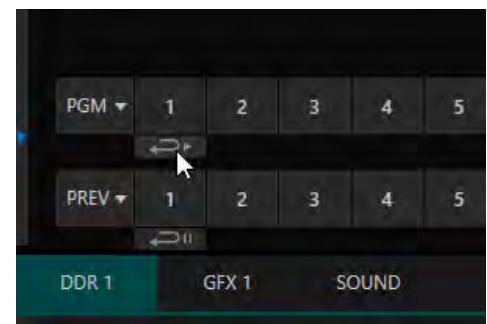 PGM 1 2 3 4 5
PREV 1 2 3 4 5
DDR 1 GFX 1 SOUND